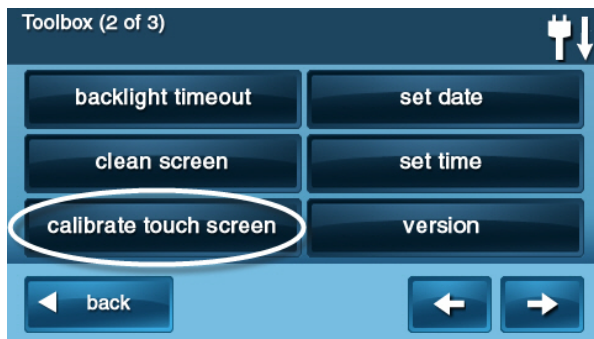 Toolbox (2 of 3)
backlight timeout
set date
clean screen
set time
calibrate touch screen
version
back